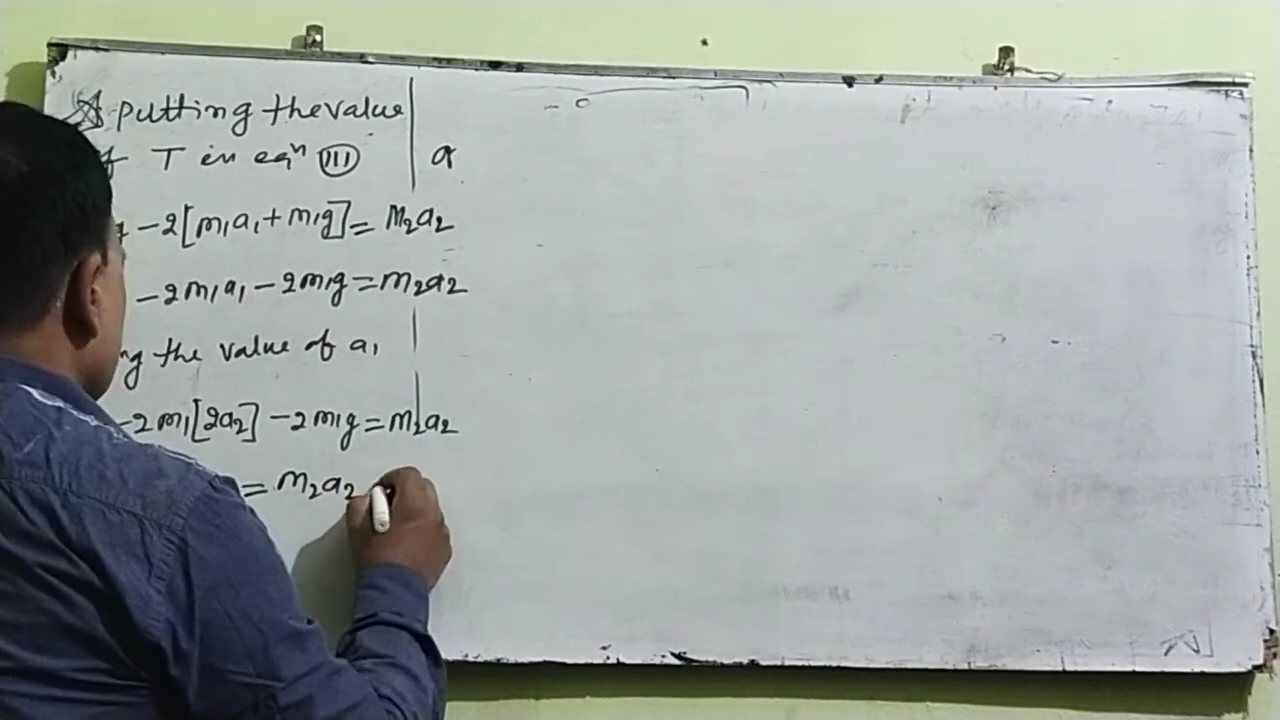 putting the value
T in eqⁿ (III)
a
-2[m₁a₁+m₁g]=M₂a₂
-2m₁a₁-2m₁g=m₂a₂
the value of a₁
-2m₁[2a₂]-2m₁g=m₂a₂
=m₂a₂